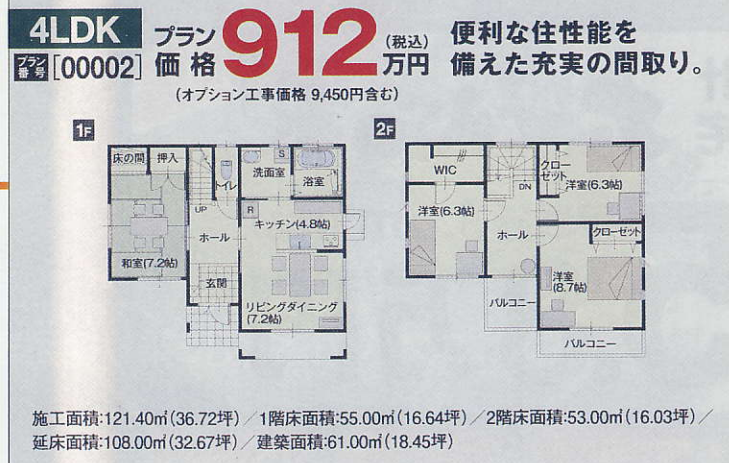 4LDK
プラン番号[00002]
プラン価格912万円(税込)
(オプション工事価格 9,450円含む)
便利な住性能を
備えた充実の間取り。
1F
床の間
押入
トイレ
洗面室
S
浴室
UP
R
キッチン(4.8帖)
ホール
和室(7.2帖)
玄関
リビングダイニング
(7.2帖)
2F
WIC
DN
クロー
ゼット
洋室(6.3帖)
洋室(6.3帖)
ホール
クローゼット
洋室
(8.7帖)
バルコニー
バルコニー
施工面積:121.40㎡(36.72坪)／1階床面積:55.00㎡(16.64坪)／2階床面積:53.00㎡(16.03坪)／
延床面積:108.00㎡(32.67坪)／建築面積:61.00㎡(18.45坪)